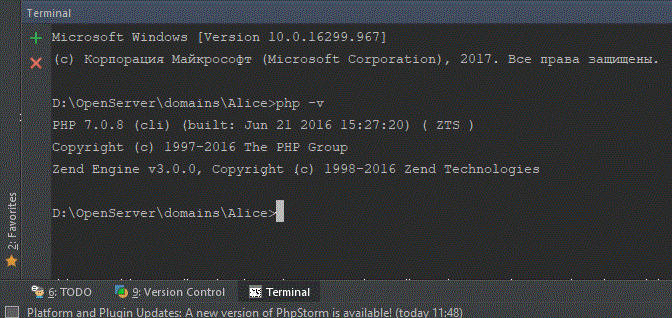 Terminal
Microsoft Windows [Version 10.0.16299.967]
(c) Корпорация Майкрософт (Microsoft Corporation), 2017. Все права защищены.
D:\OpenServer\domains\Alice>php -v
PHP 7.0.8 (cli) (built: Jun 21 2016 15:27:20) ( ZTS )
Copyright (c) 1997-2016 The PHP Group
Zend Engine v3.0.0, Copyright (c) 1998-2016 Zend Technologies
D:\OpenServer\domains\Alice>
2: Favorites
6: TODO
9: Version Control
Terminal
Platform and Plugin Updates: A new version of PhpStorm is available! (today 11:48)